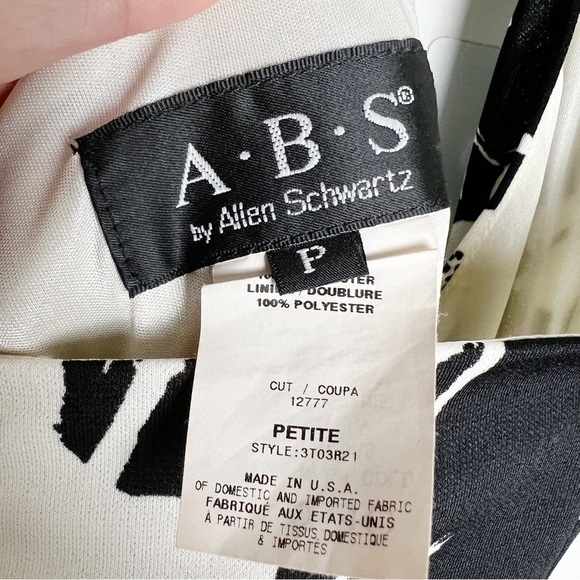 A·B·S®
by Allen Schwartz
P
LINING / DOUBLURE
100% POLYESTER
CUT / COUPA
12777
PETITE
STYLE:3T03R21
MADE IN U.S.A.
OF DOMESTIC AND IMPORTED FABRIC
FABRIQUÉ AUX ETATS-UNIS
À PARTIR DE TISSUS DOMESTIQUE
& IMPORTES